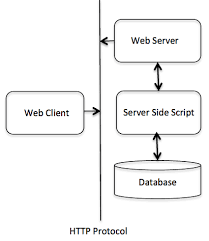 Web Server
Web Client
Server Side Script
Database
HTTP Protocol